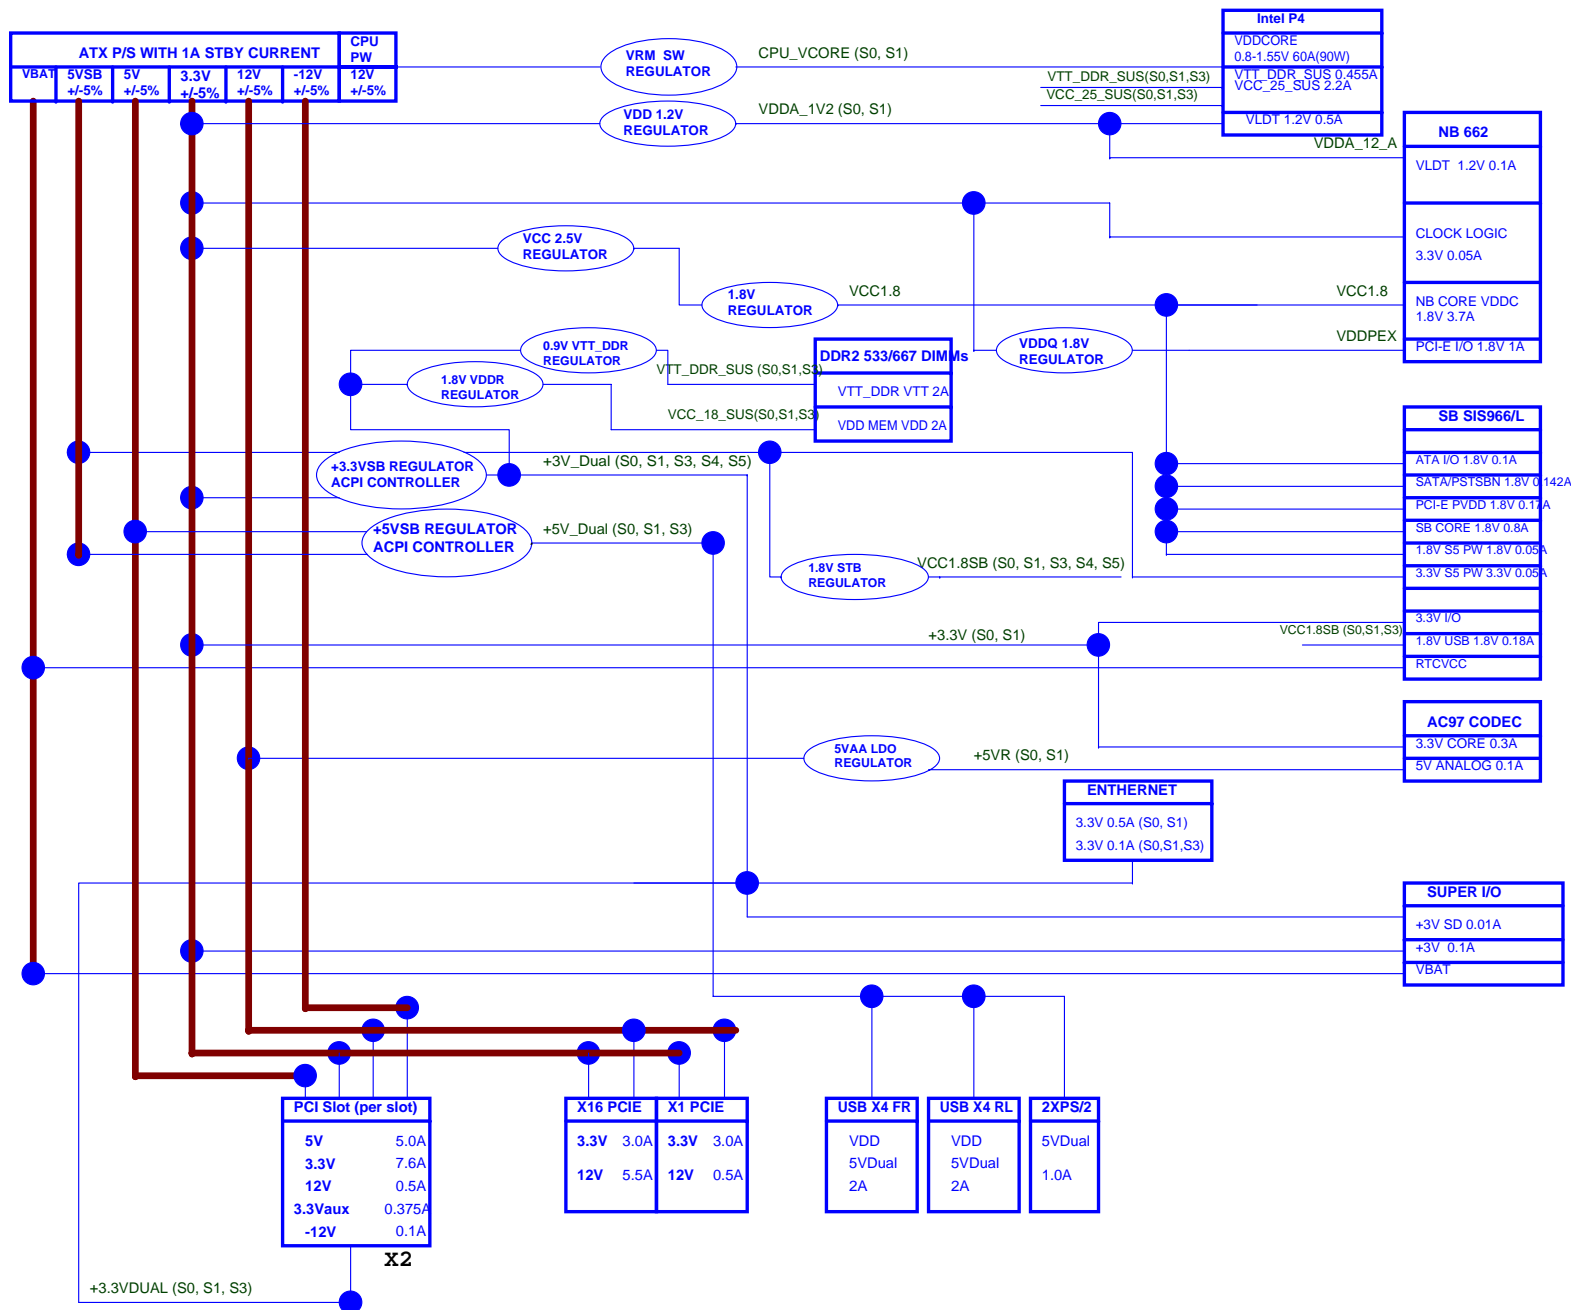 ATX P/S WITH 1A STBY CURRENT
CPU
PW
VBAT
5VSB
+/-5%
5V
+/-5%
3.3V
+/-5%
12V
+/-5%
-12V
+/-5%
12V
+/-5%
VRM SW
REGULATOR
CPU_VCORE (S0, S1)
Intel P4
VDDCORE
0.8-1.55V 60A(90W)
VTT_DDR_SUS 0.455A
VCC_25_SUS 2.2A
VLDT 1.2V 0.5A
VTT_DDR_SUS(S0,S1,S3)
VCC_25_SUS(S0,S1,S3)
VDD 1.2V
REGULATOR
VDDA_1V2 (S0, S1)
VDDA_12_A
NB 662
VLDT 1.2V 0.1A
CLOCK LOGIC
3.3V 0.05A
NB CORE VDDC
1.8V 3.7A
PCI-E I/O 1.8V 1A
VCC 2.5V
REGULATOR
1.8V
REGULATOR
VCC1.8
VCC1.8
VDDQ 1.8V
REGULATOR
VDDPEX
0.9V VTT_DDR
REGULATOR
VTT_DDR_SUS (S0,S1,S3)
1.8V VDDR
REGULATOR
VCC_18_SUS(S0,S1,S3)
DDR2 533/667 DIMMs
VTT_DDR VTT 2A
VDD MEM VDD 2A
+3.3VSB REGULATOR
ACPI CONTROLLER
+3V_Dual (S0, S1, S3, S4, S5)
+5VSB REGULATOR
ACPI CONTROLLER
+5V_Dual (S0, S1, S3)
1.8V STB
REGULATOR
VCC1.8SB (S0, S1, S3, S4, S5)
SB SIS966/L
ATA I/O 1.8V 0.1A
SATA/PSTSBN 1.8V 0.142A
PCI-E PVDD 1.8V 0.17A
SB CORE 1.8V 0.8A
1.8V S5 PW 1.8V 0.05A
3.3V S5 PW 3.3V 0.05A
3.3V I/O
1.8V USB 1.8V 0.18A
RTCVCC
+3.3V (S0, S1)
VCC1.8SB (S0,S1,S3)
AC97 CODEC
3.3V CORE 0.3A
5V ANALOG 0.1A
5VAA LDO
REGULATOR
+5VR (S0, S1)
ENTHERNET
3.3V 0.5A (S0, S1)
3.3V 0.1A (S0,S1,S3)
SUPER I/O
+3V SD 0.01A
+3V 0.1A
VBAT
PCI Slot (per slot)
5V 5.0A
3.3V 7.6A
12V 0.5A
3.3Vaux 0.375A
-12V 0.1A
X2
X16 PCIE
3.3V 3.0A
12V 5.5A
X1 PCIE
3.3V 3.0A
12V 0.5A
USB X4 FR
VDD
5VDual
2A
USB X4 RL
VDD
5VDual
2A
2XPS/2
5VDual
1.0A
+3.3VDUAL (S0, S1, S3)